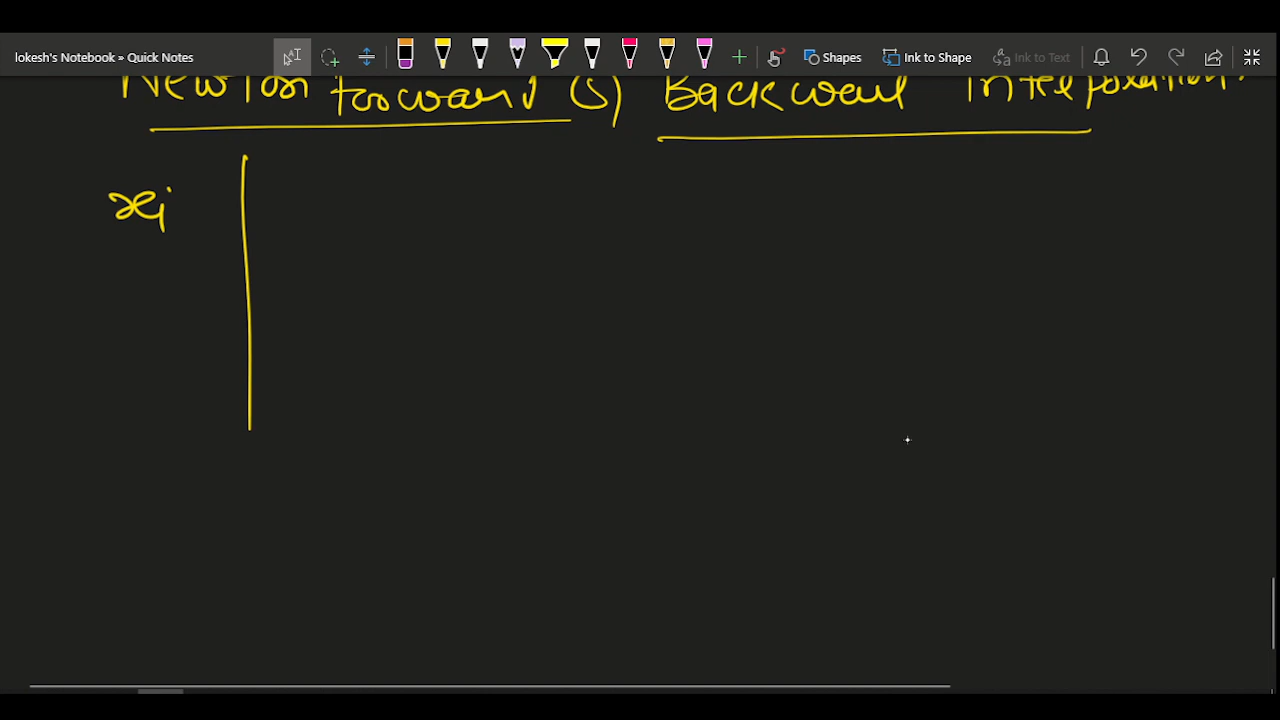 lokesh's Notebook » Quick Notes Shapes Ink to Shape Ink to Text
Newton forward (s) Backward Interpolation.
xi